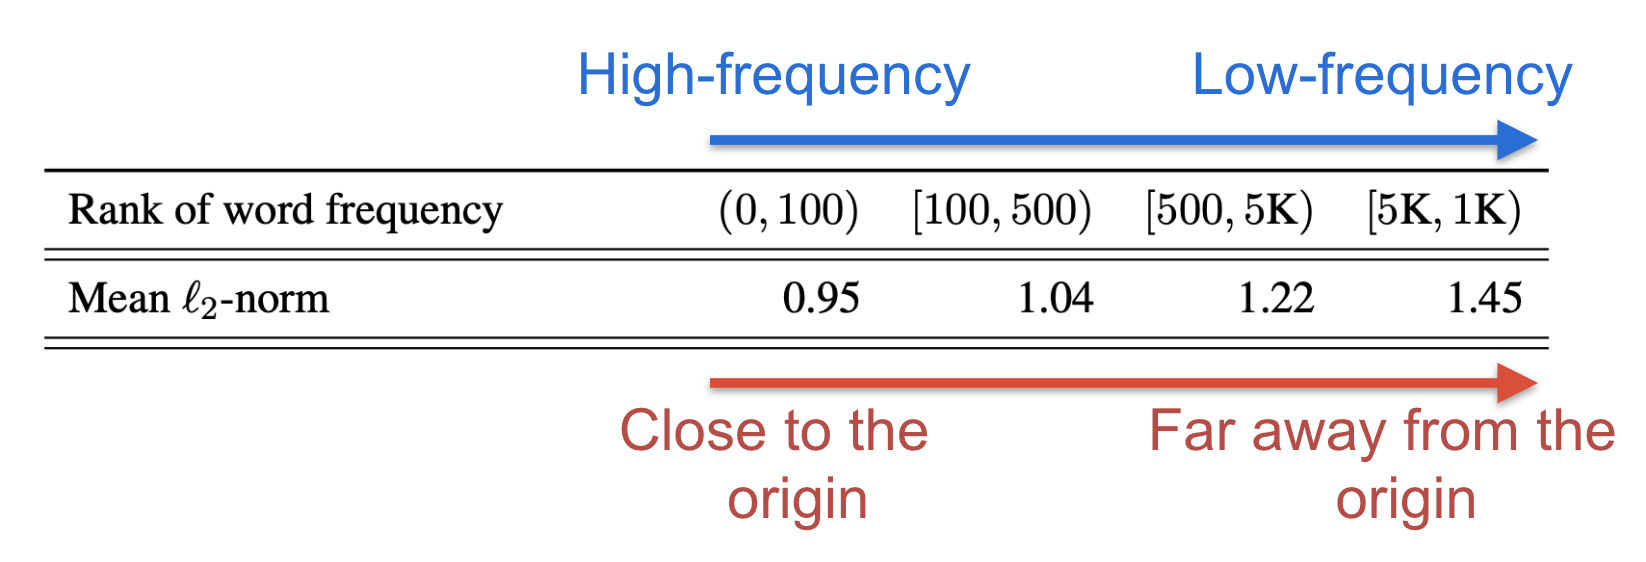 High-frequency Low-frequency
Rank of word frequency (0, 100) [100, 500) [500, 5K) [5K, 1K)
Mean ℓ2-norm 0.95 1.04 1.22 1.45
Close to the Far away from the
origin origin